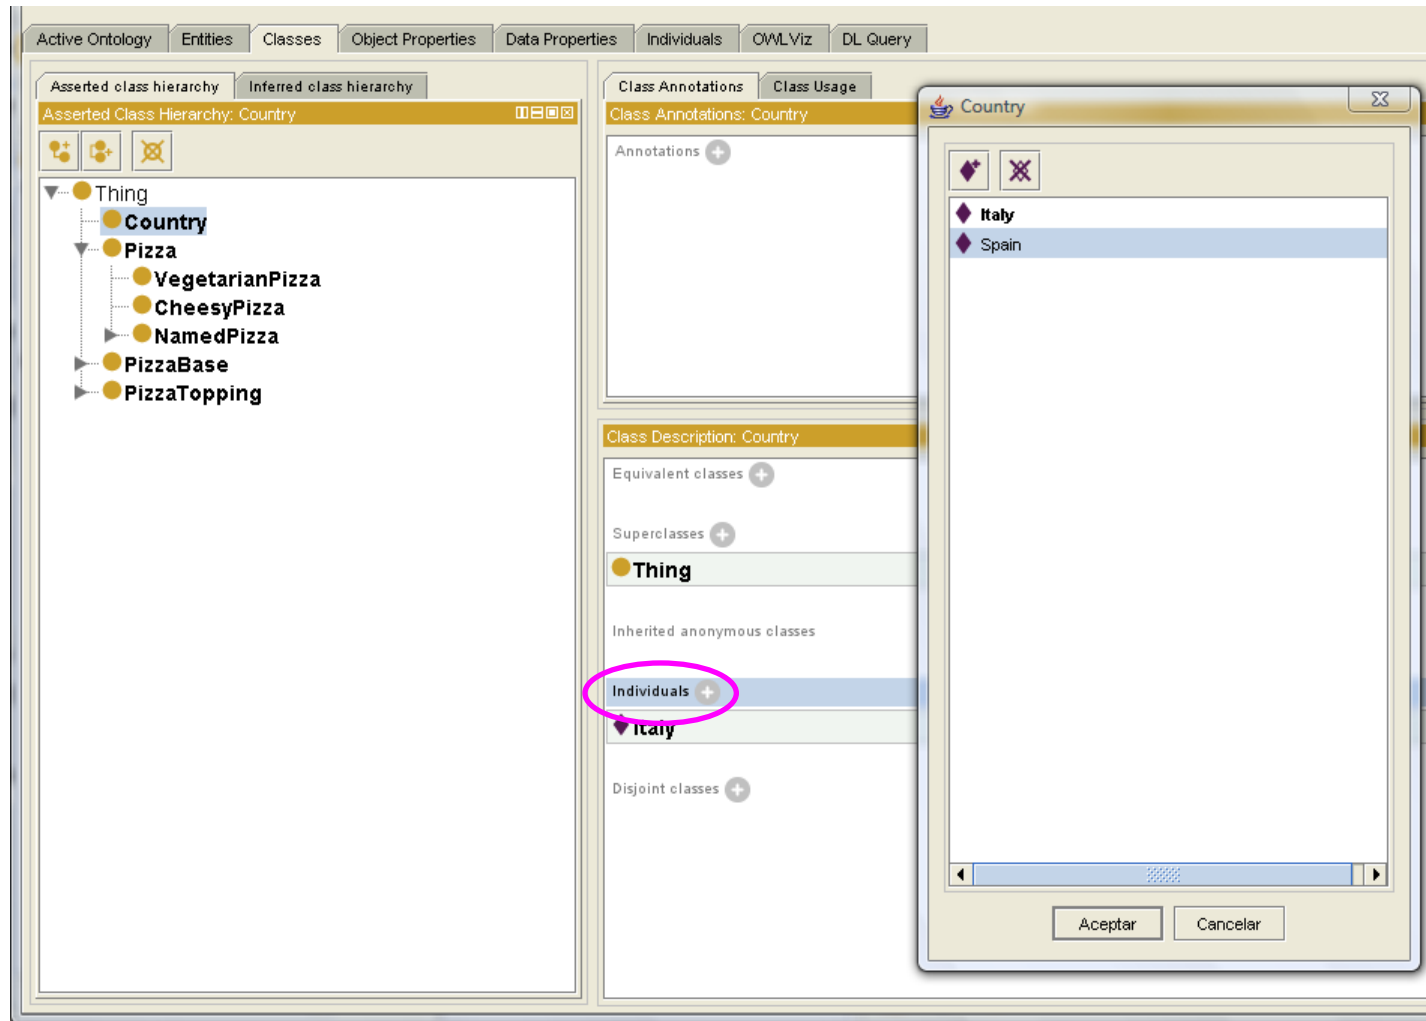 Active Ontology Entities Classes Object Properties Data Properties Individuals OWLViz DL Query
Asserted class hierarchy Inferred class hierarchy
Asserted Class Hierarchy: Country
Thing
Country
Pizza
VegetarianPizza
CheesyPizza
NamedPizza
PizzaBase
PizzaTopping
Class Annotations Class Usage
Class Annotations: Country
Annotations
Class Description: Country
Equivalent classes
Superclasses
Thing
Inherited anonymous classes
Individuals
Italy
Disjoint classes
Country
Italy
Spain
Aceptar Cancelar